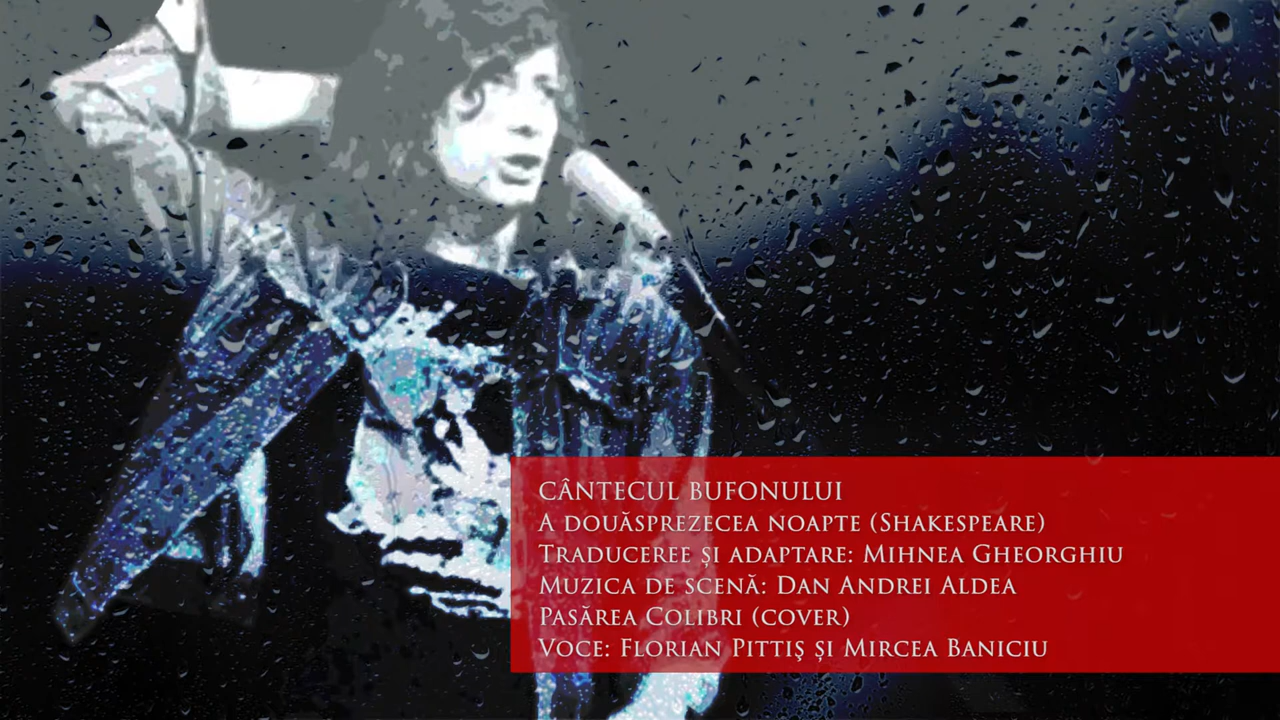 CÂNTECUL BUFONULUI
A DOUĂSPREZECEA NOAPTE (SHAKESPEARE)
TRADUCEREE ȘI ADAPTARE: MIHNEA GHEORGHIU
MUZICA DE SCENĂ: DAN ANDREI ALDEA
PASĂREA COLIBRI (COVER)
VOCE: FLORIAN PITTIŞ ȘI MIRCEA BANICIU